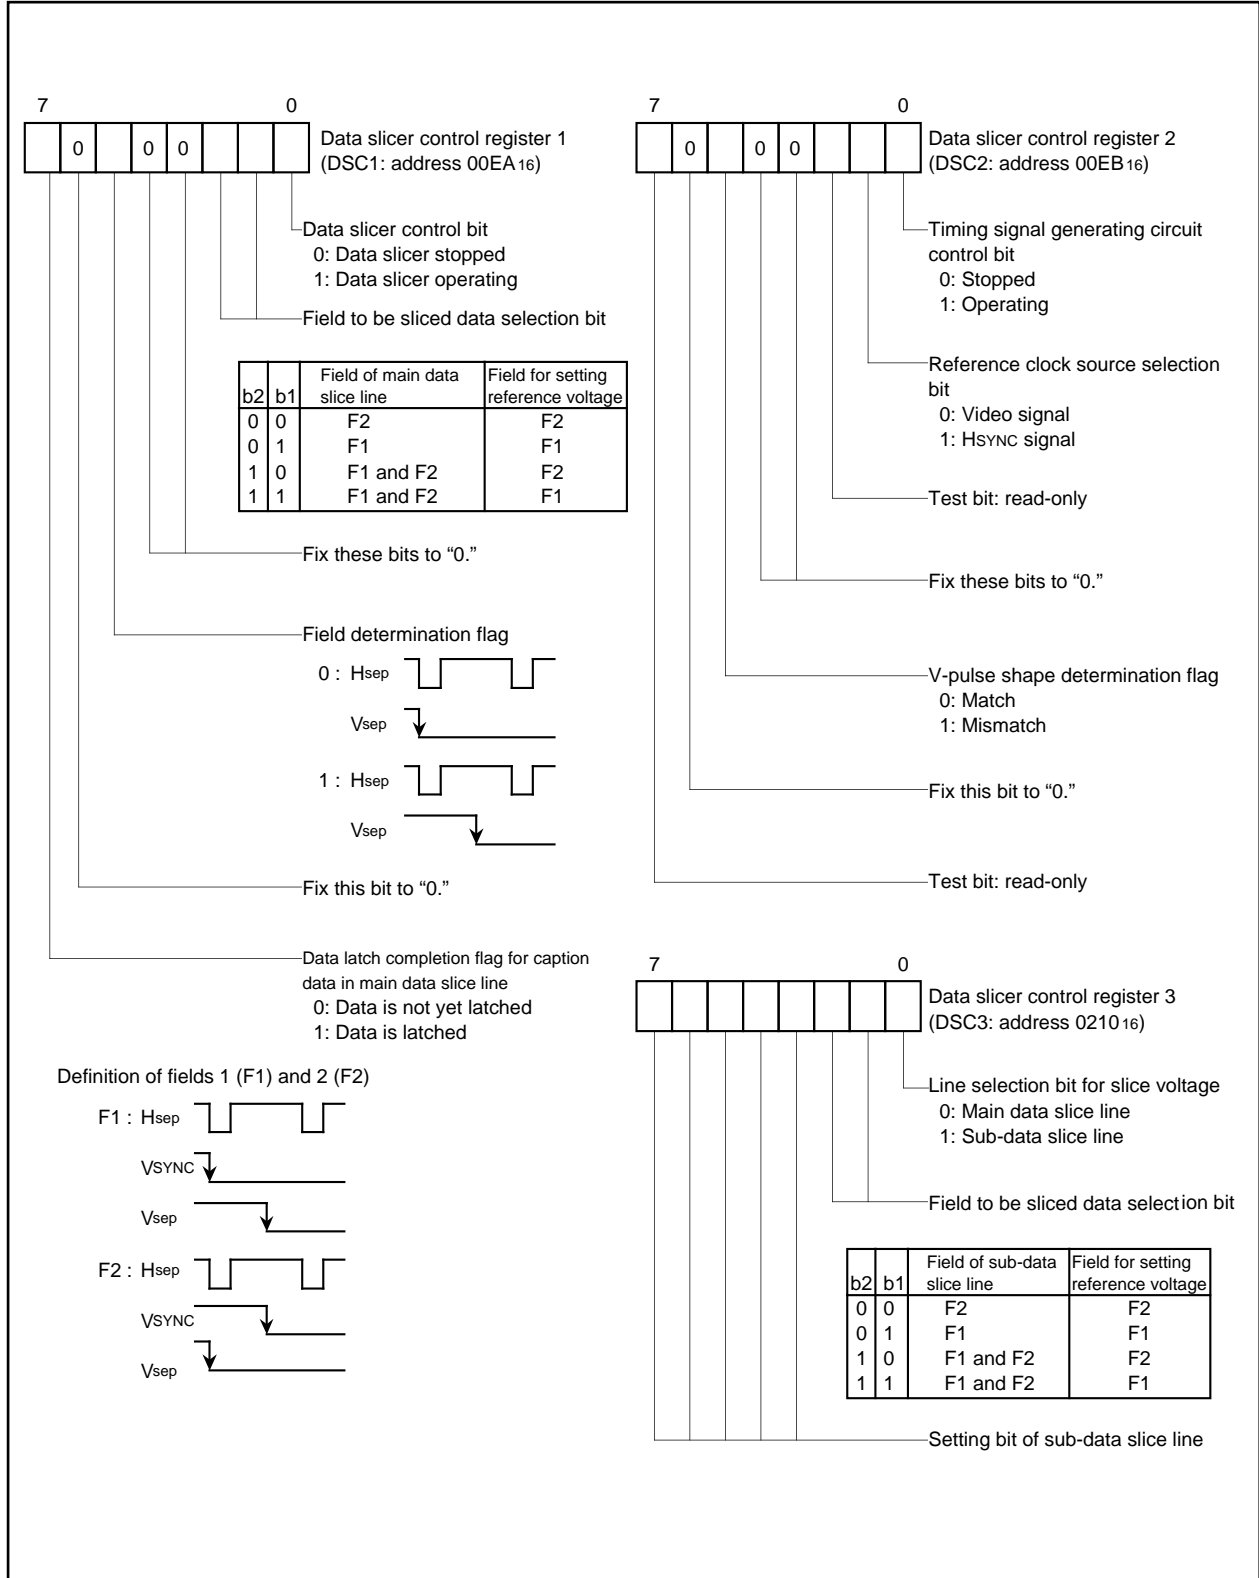 7 0
0 0 0
Data slicer control register 1
(DSC1: address 00EA16)
Data slicer control bit
0: Data slicer stopped
1: Data slicer operating
Field to be sliced data selection bit
b2 b1 Field of main data slice line Field for setting reference voltage
0 0 F2 F2
0 1 F1 F1
1 0 F1 and F2 F2
1 1 F1 and F2 F1
Fix these bits to “0.”
Field determination flag
0 : Hsep
Vsep
1 : Hsep
Vsep
Fix this bit to “0.”
Data latch completion flag for caption
data in main data slice line
0: Data is not yet latched
1: Data is latched
Definition of fields 1 (F1) and 2 (F2)
F1 : Hsep
VSYNC
Vsep
F2 : Hsep
VSYNC
Vsep
7 0
0 0 0
Data slicer control register 2
(DSC2: address 00EB16)
Timing signal generating circuit
control bit
0: Stopped
1: Operating
Reference clock source selection
bit
0: Video signal
1: HSYNC signal
Test bit: read-only
Fix these bits to “0.”
V-pulse shape determination flag
0: Match
1: Mismatch
Fix this bit to “0.”
Test bit: read-only
7 0
Data slicer control register 3
(DSC3: address 021016)
Line selection bit for slice voltage
0: Main data slice line
1: Sub-data slice line
Field to be sliced data selection bit
b2 b1 Field of sub-data slice line Field for setting reference voltage
0 0 F2 F2
0 1 F1 F1
1 0 F1 and F2 F2
1 1 F1 and F2 F1
Setting bit of sub-data slice line